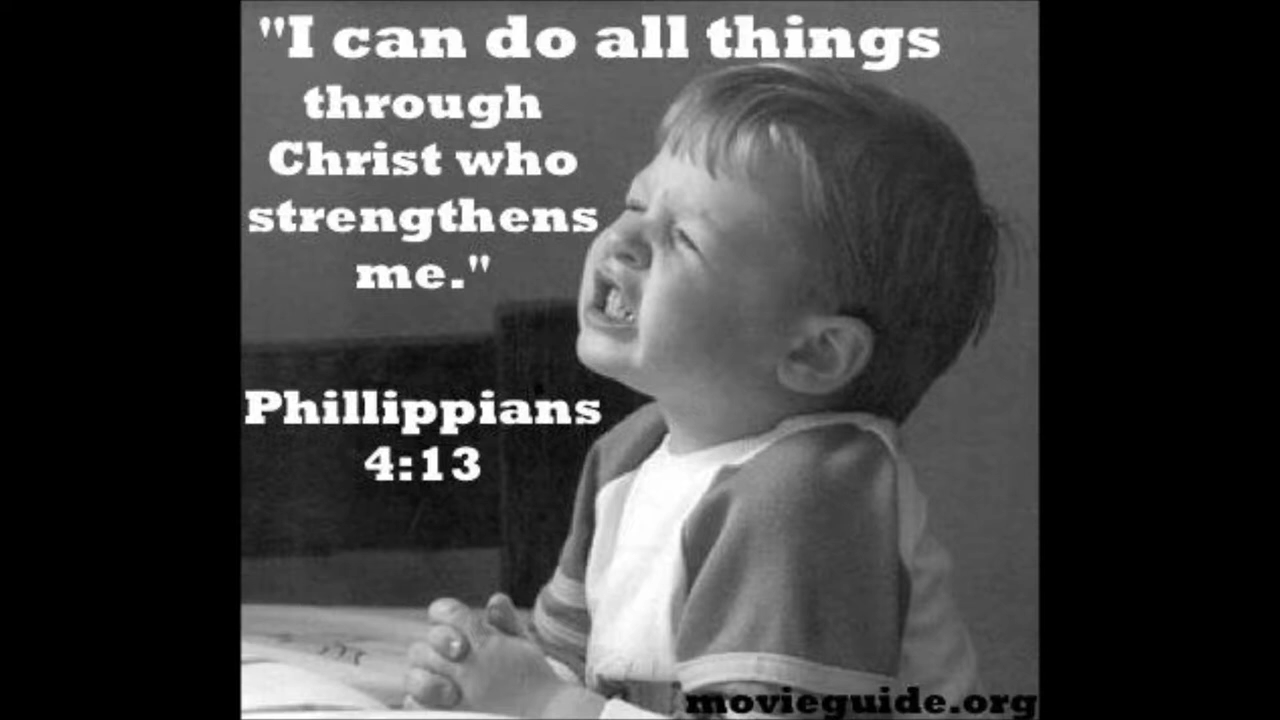 "I can do all things
through
Christ who
strengthens
me."
Phillippians
4:13
movieguide.org